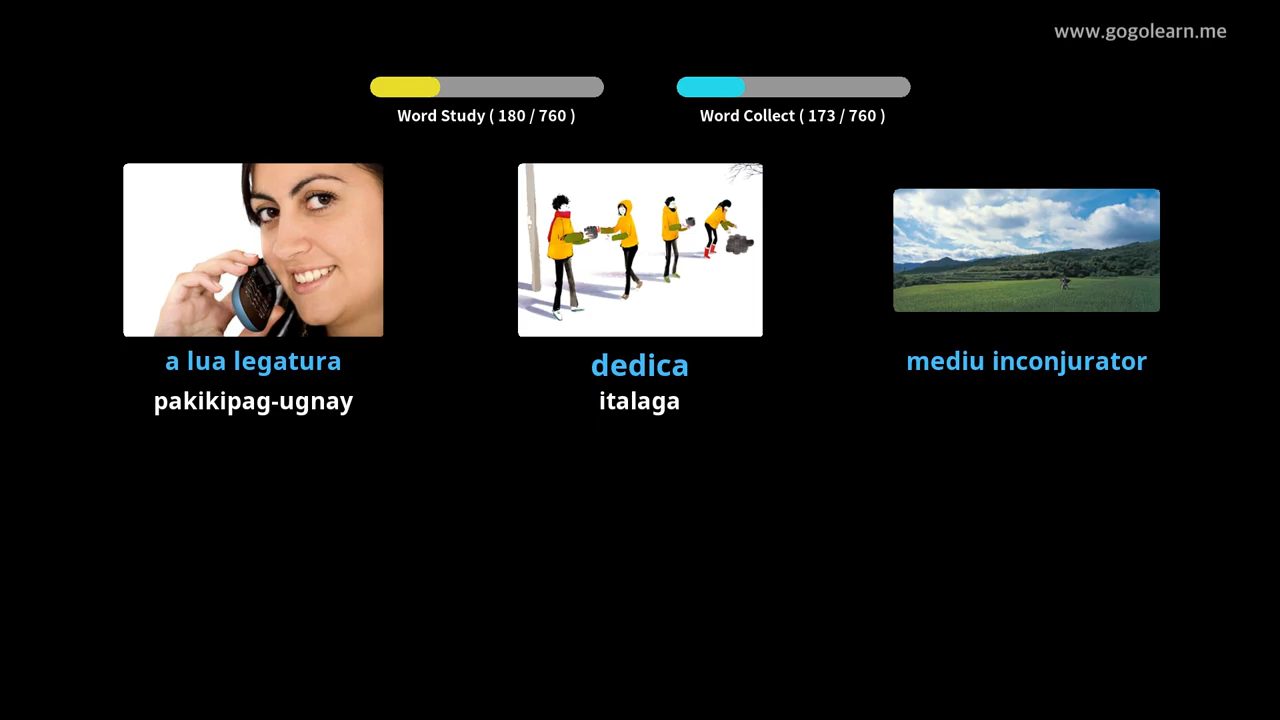 www.gogolearn.me
Word Study ( 180 / 760 )
Word Collect ( 173 / 760 )
a lua legatura
pakikipag-ugnay
dedica
italaga
mediu inconjurator